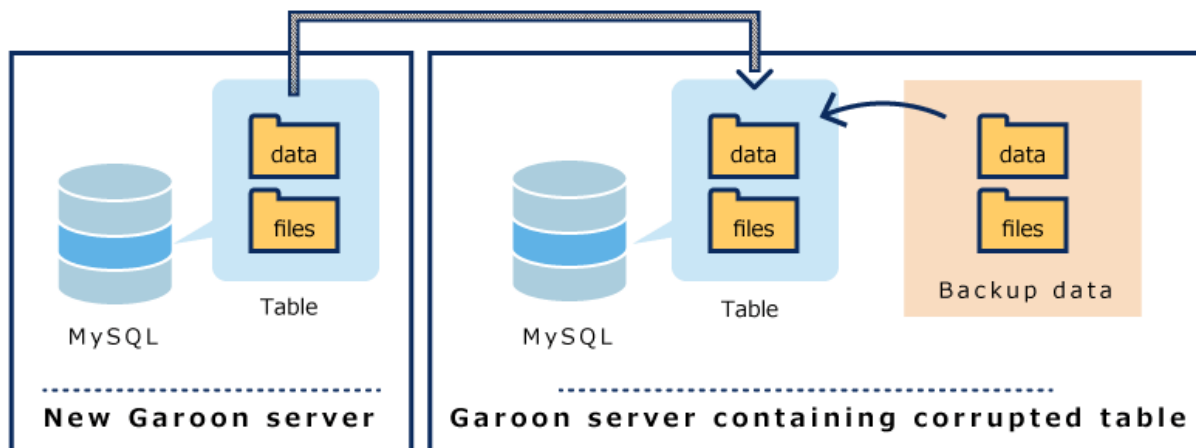 data
files
Table
MySQL
New Garoon server
data
files
Table
MySQL
data
files
Backup data
Garoon server containing corrupted table